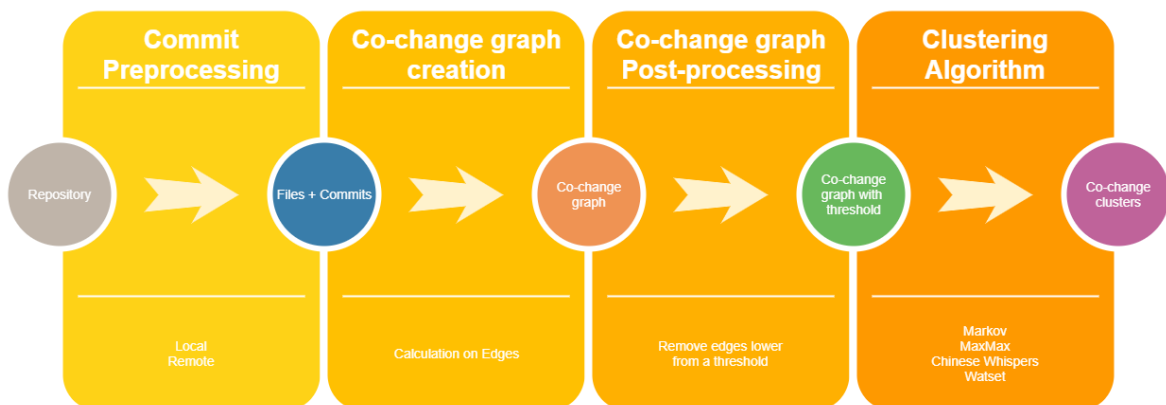 Commit
Preprocessing
Co-change graph
creation
Co-change graph
Post-processing
Clustering
Algorithm
Repository
Files + Commits
Co-change
graph
Co-change
graph with
threshold
Co-change
clusters
Local
Remote
Calculation on Edges
Remove edges lower
from a threshold
Markov
MaxMax
Chinese Whispers
Watset